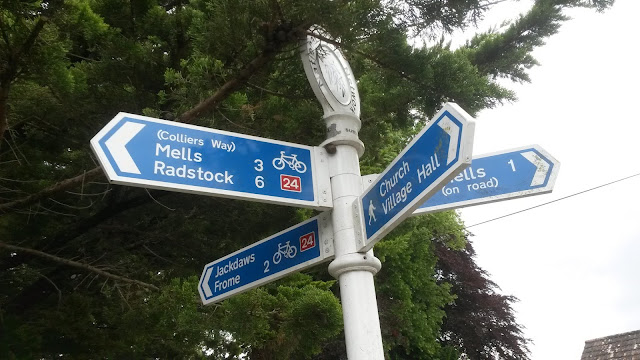 (Colliers Way)
Mells 3
Radstock 6 24
Church
Village Hall
ells 1
(on road)
Jackdaws 24
Frome 2